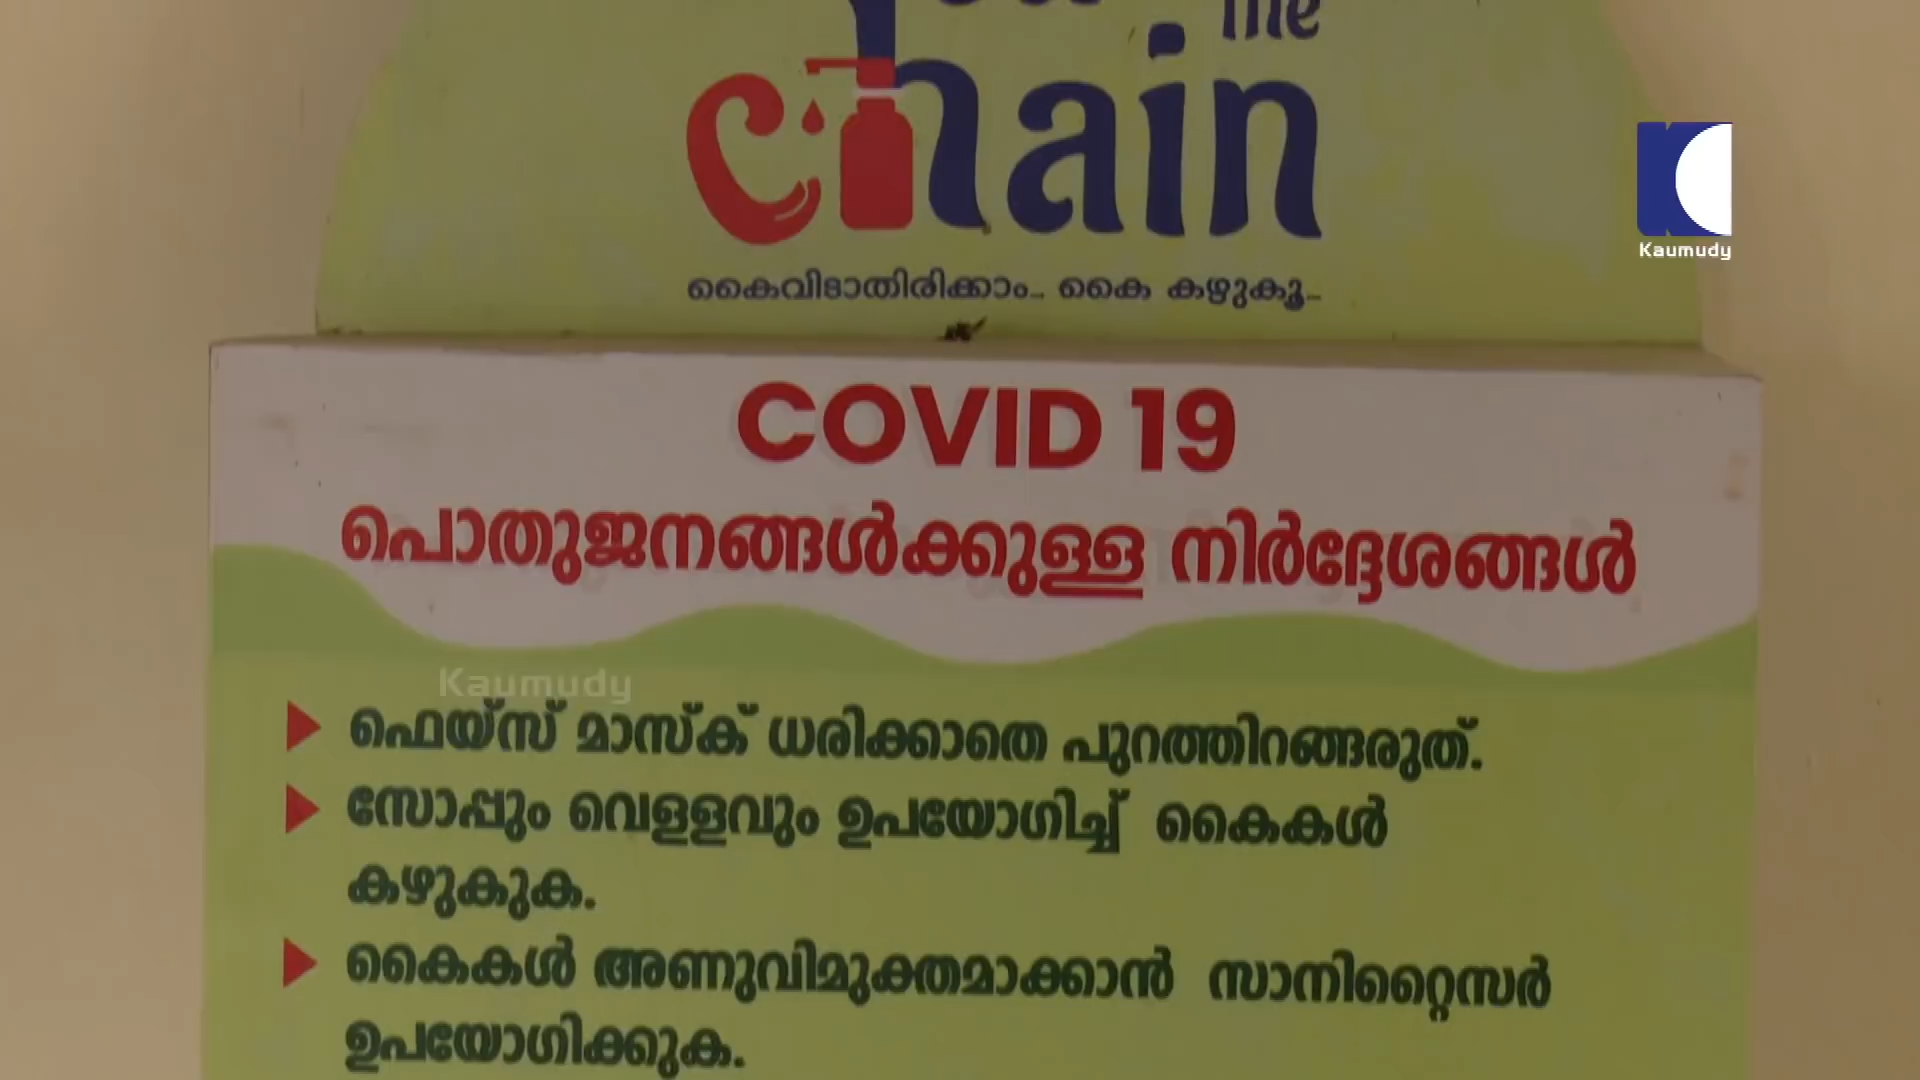 the
chain
Kaumudy
കൈവിടാതിരിക്കാം... കൈ കഴുകൂ...
COVID 19
പൊതുജനങ്ങൾക്കുള്ള നിർദ്ദേശങ്ങൾ
Kaumudy
ഫെയ്സ് മാസ്ക് ധരിക്കാതെ പുറത്തിറങ്ങരുത്.
സോപ്പും വെള്ളവും ഉപയോഗിച്ച് കൈകൾ
കഴുകുക.
കൈകൾ അണുവിമുക്തമാക്കാൻ സാനിറ്റൈസർ
ഉപയോഗിക്കുക.